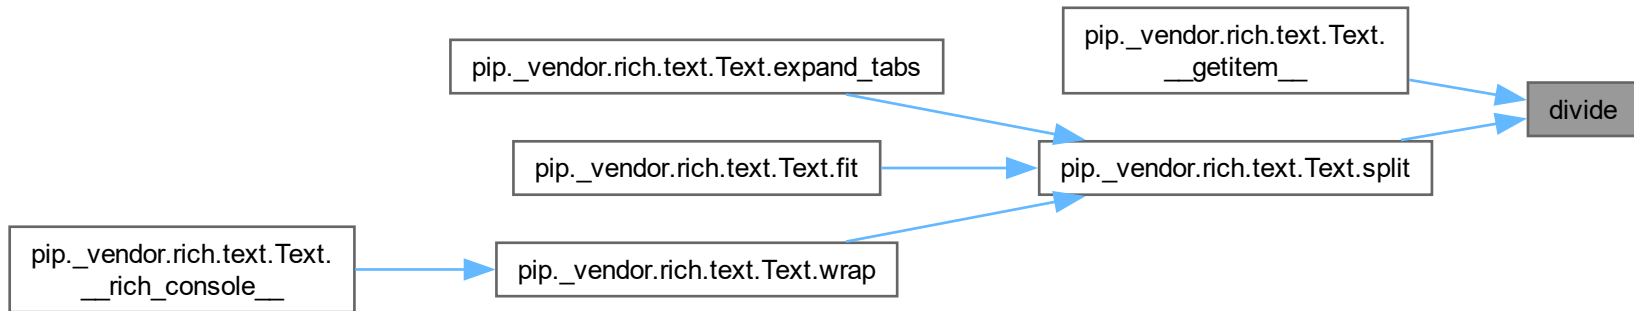 pip._vendor.rich.text.Text.
__getitem__
pip._vendor.rich.text.Text.expand_tabs
divide
pip._vendor.rich.text.Text.fit
pip._vendor.rich.text.Text.split
pip._vendor.rich.text.Text.
__rich_console__
pip._vendor.rich.text.Text.wrap